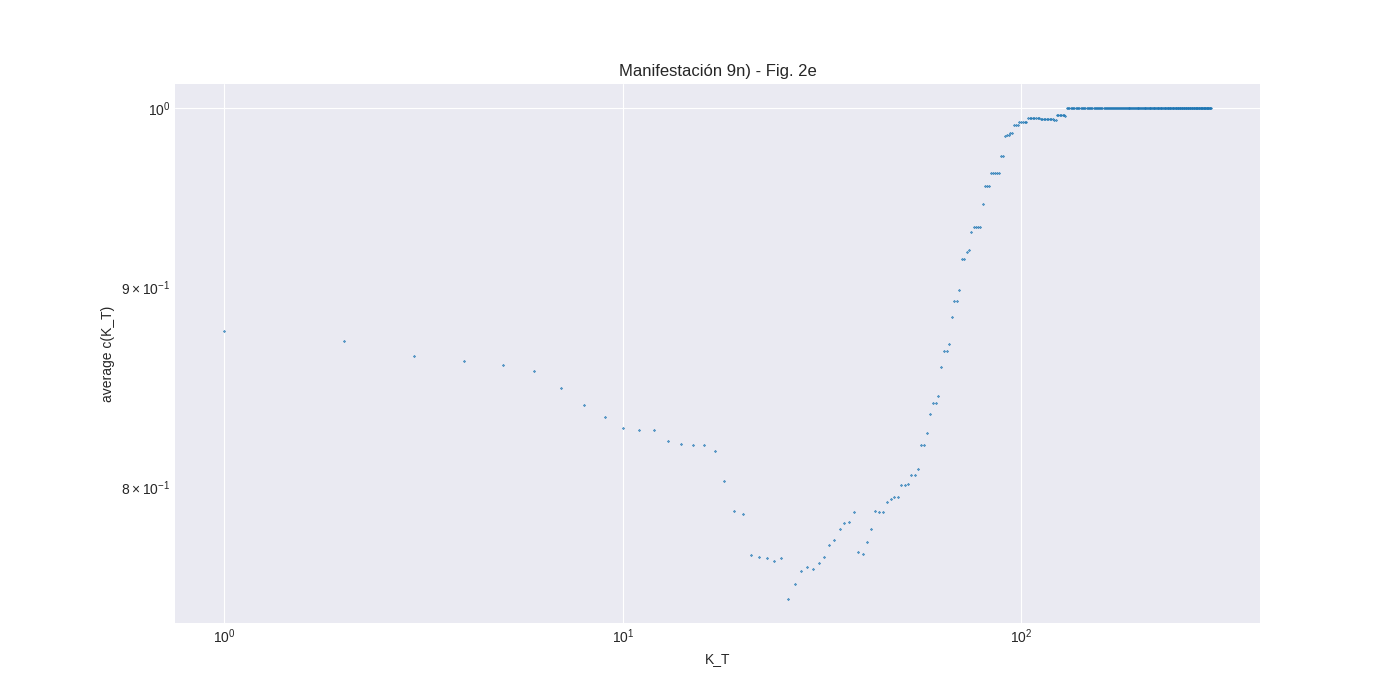 Manifestación 9n) - Fig. 2e
10⁰
9 × 10⁻¹
8 × 10⁻¹
average c(K_T)
10⁰ 10¹ 10²
K_T